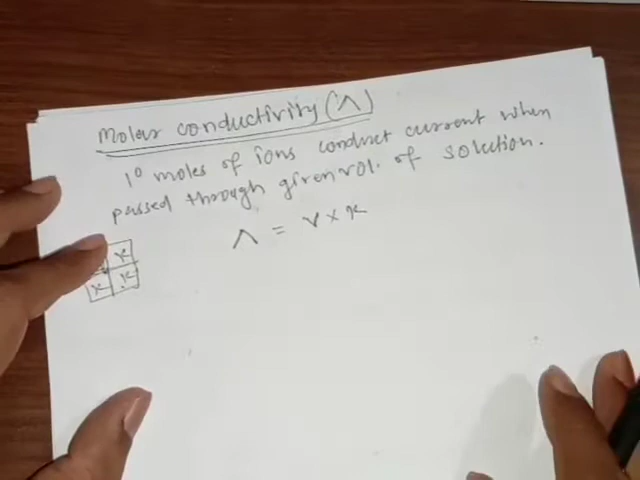 Molar conductivity (Λ)
1° moles of ions conduct current when
passed through given vol. of solution.
Λ = V × κ
κ
κ κ